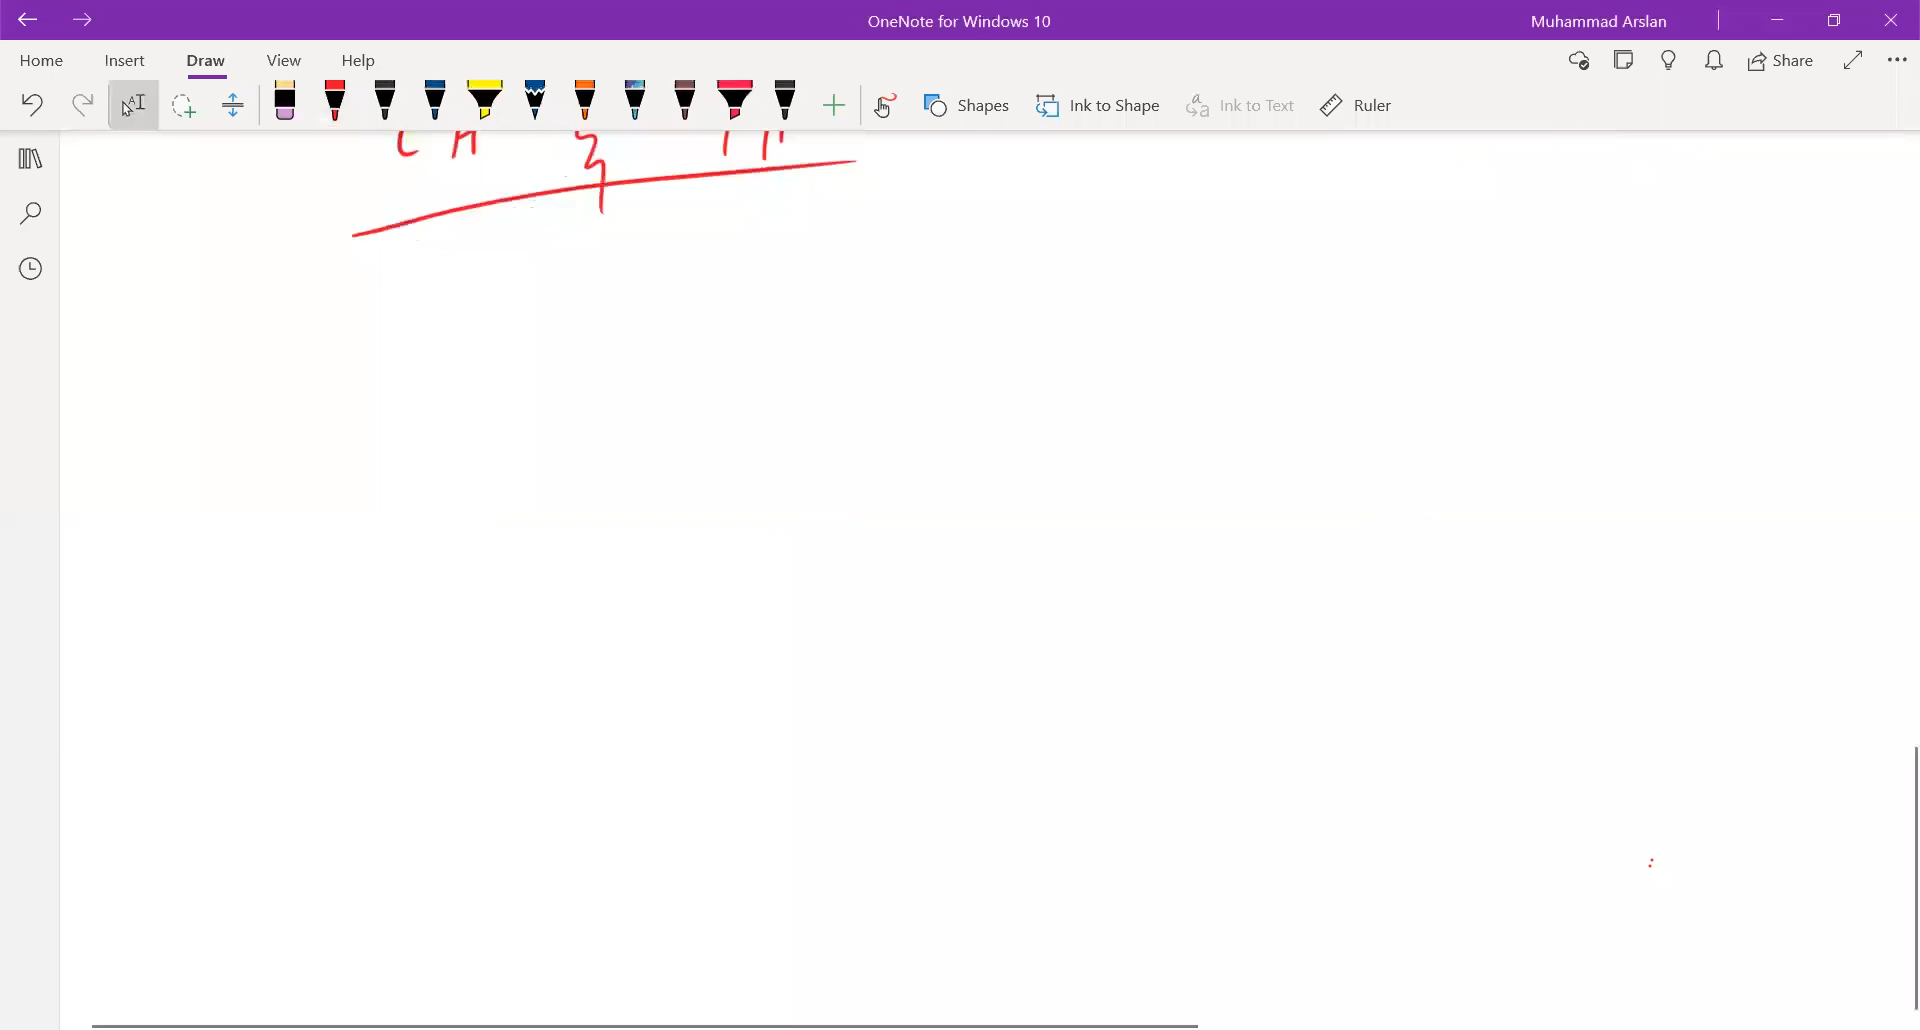 OneNote for Windows 10
Muhammad Arslan
Home Insert Draw View Help
Share
Shapes Ink to Shape Ink to Text Ruler